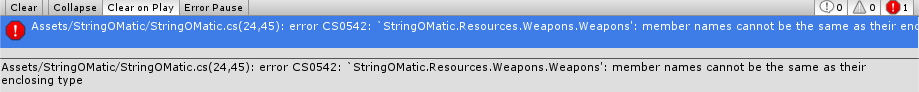 Clear Collapse Clear on Play Error Pause 0 0 1
Assets/StringOMatic/StringOMatic.cs(24,45): error CS0542: `StringOMatic.Resources.Weapons.Weapons': member names cannot be the same as their enc
Assets/StringOMatic/StringOMatic.cs(24,45): error CS0542: `StringOMatic.Resources.Weapons.Weapons': member names cannot be the same as their
enclosing type